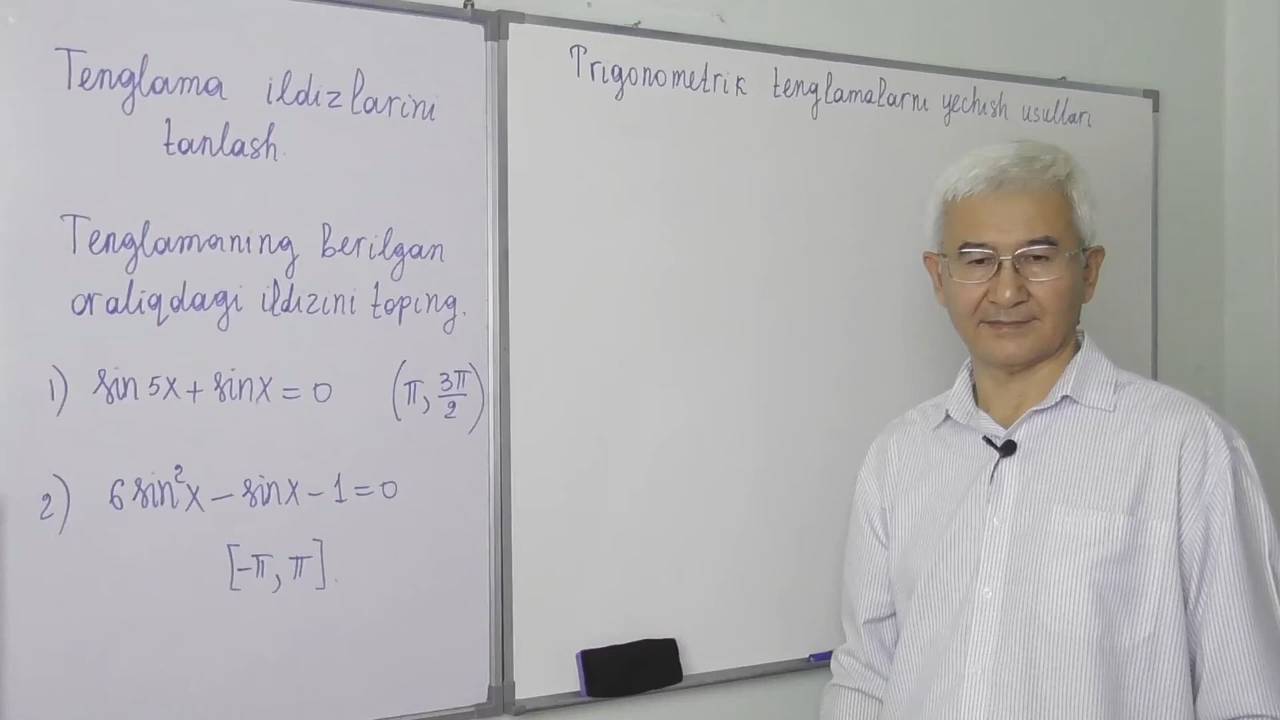 Tenglama ildizlarini
tanlash.
Tenglamaning berilgan
oraliqdagi ildizini toping.
1) sin 5x + sin x = 0 (π, 3π/2)
2) 6 sin²x - sin x - 1 = 0
[-π, π].
Trigonometrik tenglamalarni yechish usullari